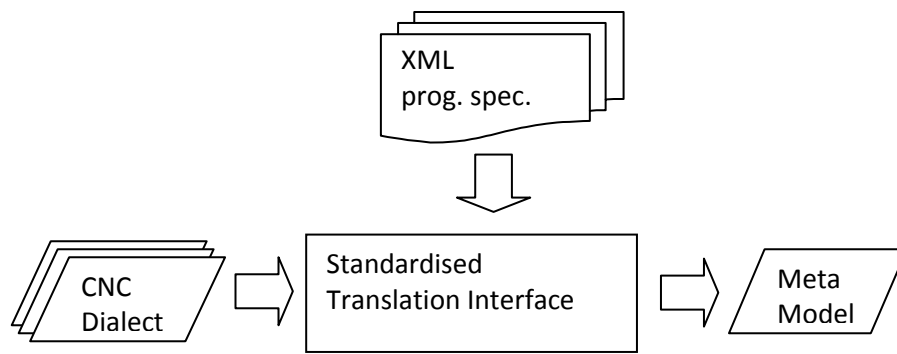 XML
prog. spec.
CNC
Dialect
Standardised
Translation Interface
Meta
Model